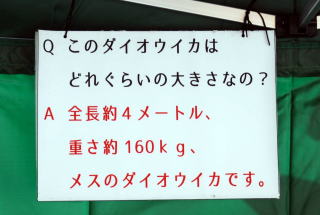 Q このダイオウイカは
どれぐらいの大きさなの？
A 全長約４メートル、
重さ約160ｋｇ、
メスのダイオウイカです。